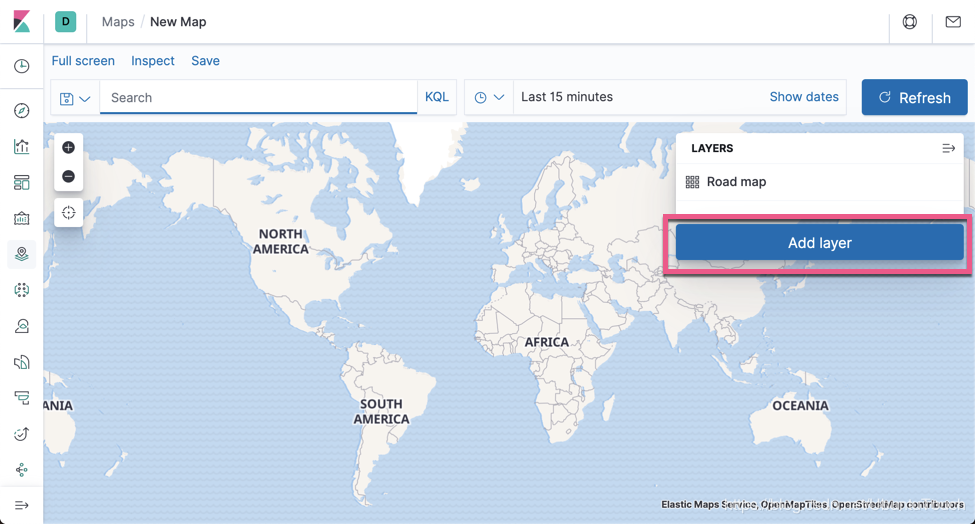 D
Maps / New Map
Full screen Inspect Save
Search KQL Last 15 minutes Show dates Refresh
LAYERS
Road map
Add layer
NORTH
AMERICA
AFRICA
SOUTH
AMERICA
ANIA
OCEANIA
Elastic Maps Service, OpenMapTiles, OpenStreetMap contributors